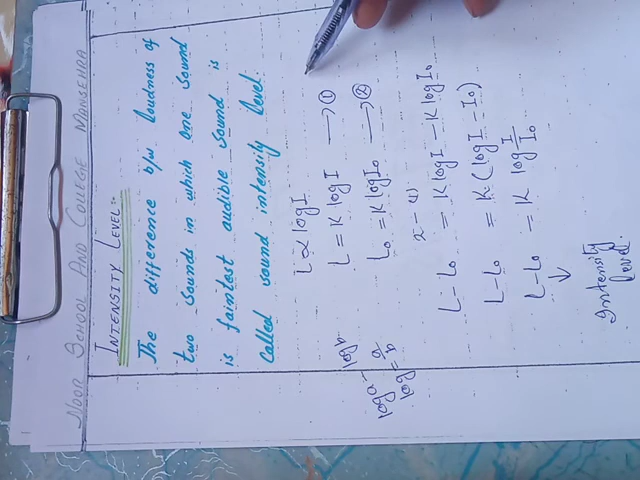 NOOR SCHOOL AND COLLEGE MANKEHRA
INTENSITY LEVEL:-
The difference b/w loudness of
two sounds in which one sound
is faintest audible sound is
called sound intensity level.
L ∝ log I
L = K log I → ①
L₀ = K log I₀ → ②
2 - (1)
L - L₀ = K log I - K log I₀
L - L₀ = K (log I - I₀)
L - L₀ = K log I/I₀
↓
Intensity
level
log a - log b
log = a/b